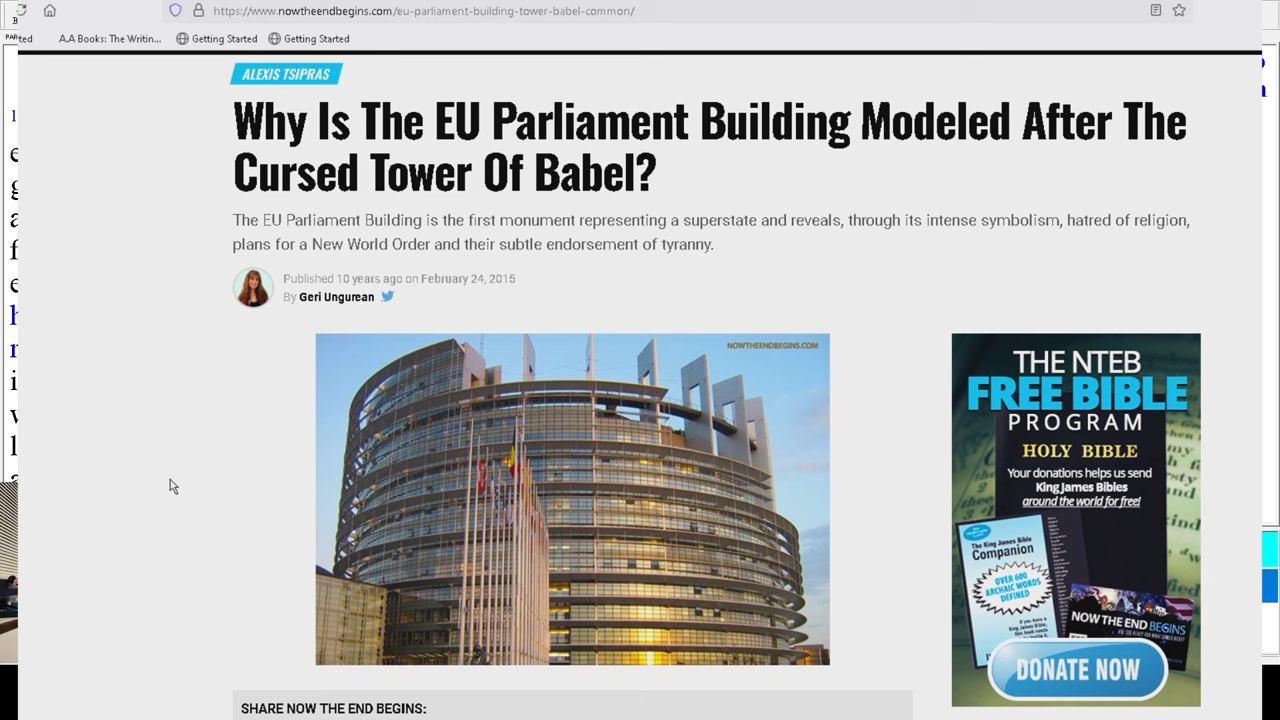 https://www.nowtheendbegins.com/eu-parliament-building-tower-babel-common/
ted
A.A Books: The Writin...
Getting Started
Getting Started
ALEXIS TSIPRAS
Why Is The EU Parliament Building Modeled After The
Cursed Tower Of Babel?
The EU Parliament Building is the first monument representing a superstate and reveals, through its intense symbolism, hatred of religion,
plans for a New World Order and their subtle endorsement of tyranny.
Published 10 years ago on February 24, 2015
By Geri Ungurean
NOWTHEENDBEGINS.COM
THE NTEB
FREE BIBLE
PROGRAM
HOLY BIBLE
Your donations helps us send
King James Bibles
around the world for free!
The King James Bible
Companion
OVER 600
ARCHAIC WORDS
DEFINED
NOW THE END BEGINS
DONATE NOW
SHARE NOW THE END BEGINS: